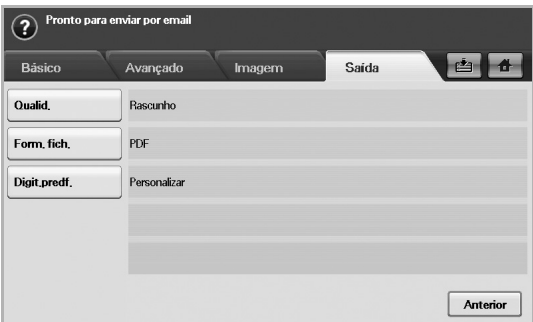 Pronto para enviar por email
Básico Avançado Imagem Saída
Qualid. Rascunho
Form. fich. PDF
Digit.predf. Personalizar
Anterior